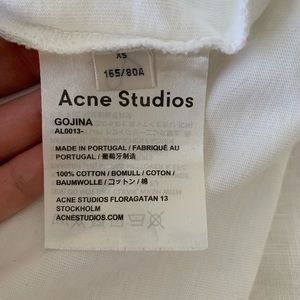 XS
165/80A
Acne Studios
GOJINA
AL0013-
MADE IN PORTUGAL / FABRIQUÉ AU
PORTUGAL / 葡萄牙制造
100% COTTON / BOMULL / COTON /
BAUMWOLLE / コットン / 棉
ACNE STUDIOS FLORAGATAN 13
STOCKHOLM
ACNESTUDIOS.COM